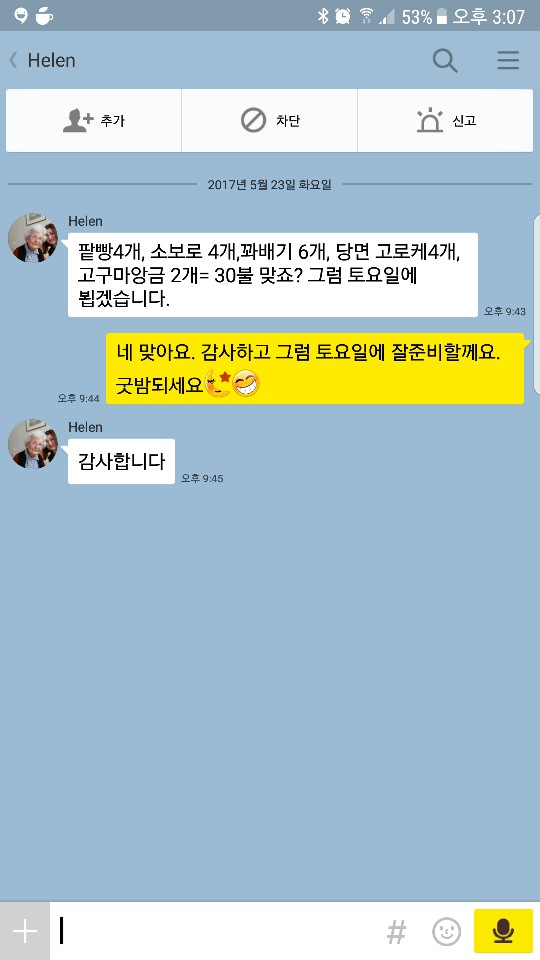 53% 오후 3:07
Helen
추가
차단
신고
2017년 5월 23일 화요일
Helen
팥빵4개, 소보로 4개,꽈배기 6개, 당면 고로케4개,
고구마앙금 2개= 30불 맞죠? 그럼 토요일에
뵙겠습니다.
오후 9:43
네 맞아요. 감사하고 그럼 토요일에 잘준비할께요.
굿밤되세요
오후 9:44
Helen
감사합니다
오후 9:45
#